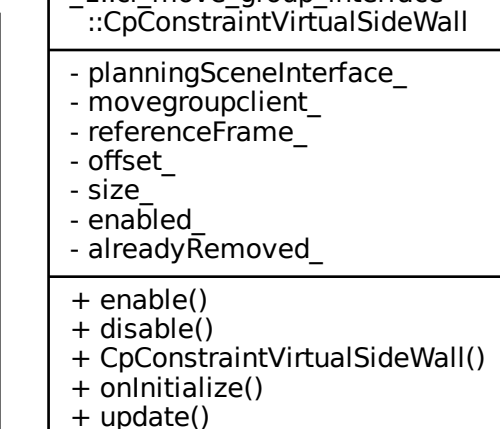 ::CpConstraintVirtualSideWall
- planningSceneInterface_
- movegroupclient_
- referenceFrame_
- offset_
- size_
- enabled_
- alreadyRemoved_
+ enable()
+ disable()
+ CpConstraintVirtualSideWall()
+ onInitialize()
+ update()